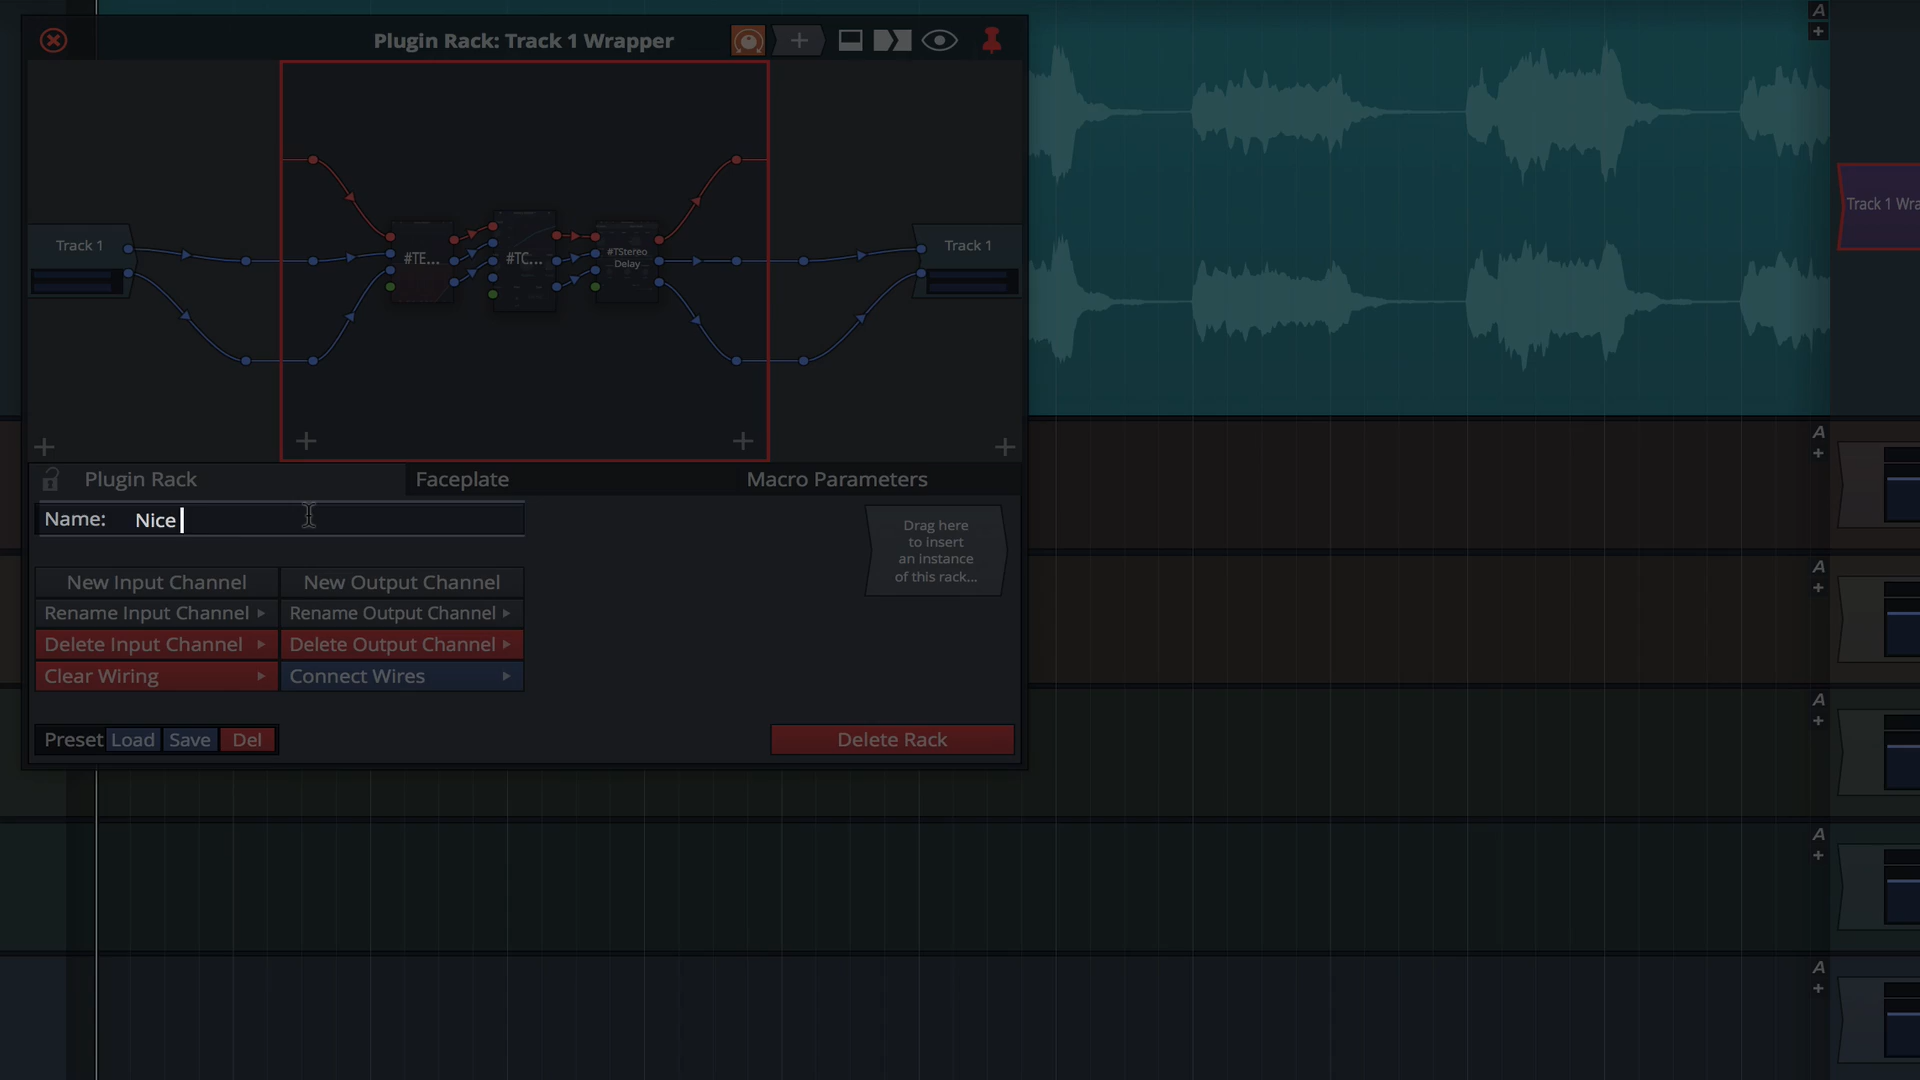 Plugin Rack: Track 1 Wrapper
A
+
Track 1
#TE...
#TC...
#TStereo
Delay
Track 1
Track 1 Wra
Plugin Rack
Faceplate
Macro Parameters
Name: Nice
Drag here
to insert
an instance
of this rack...
New Input Channel
New Output Channel
Rename Input Channel
Rename Output Channel
Delete Input Channel
Delete Output Channel
Clear Wiring
Connect Wires
Preset Load Save Del
Delete Rack
A
+
A
+
A
+
A
+
A
+